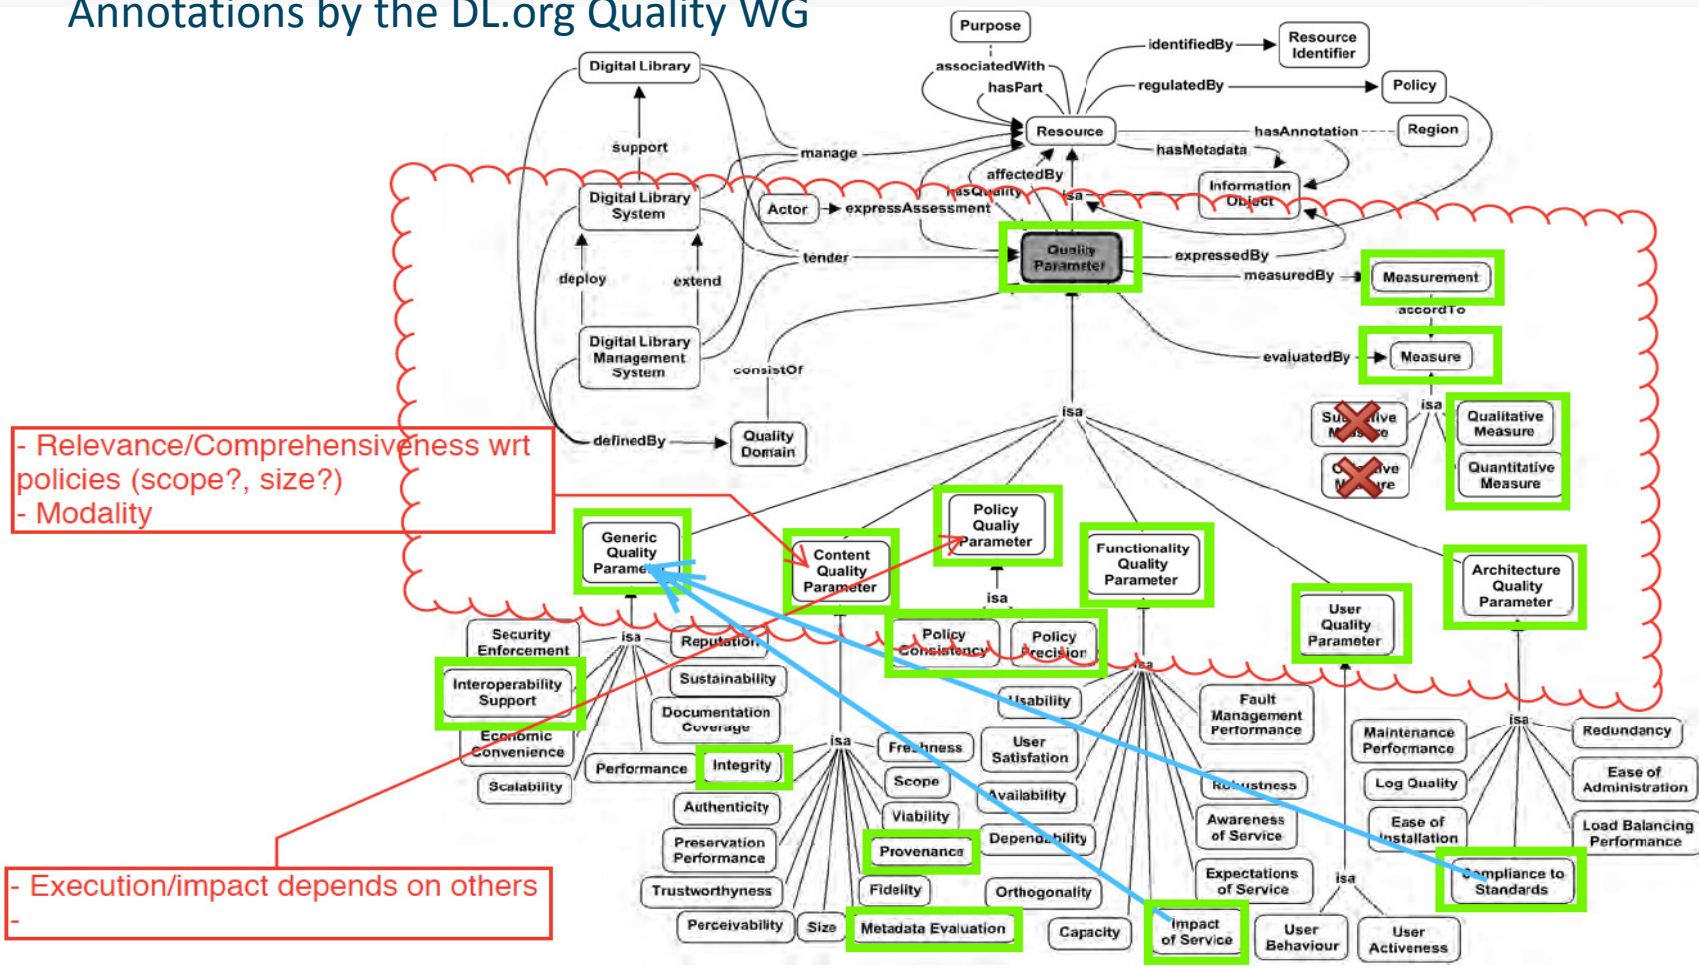 Annotations by the DL.org Quality WG
Purpose
identifiedBy
Resource
Identifier
Digital Library
associatedWith
hasPart
regulatedBy
Policy
Resource
hasAnnotation
Region
support
manage
hasMetadata
affectedBy
hasQuality
isa
Information
Object
Digital Library
System
Actor
expressAssessment
Quality
Parameter
expressedBy
tender
deploy
extend
measuredBy
Measurement
accordTo
Digital Library
Management
System
evaluatedBy
Measure
consistOf
isa
isa
Qualitative
Measure
Quantitative
Measure
definedBy
Quality
Domain
- Relevance/Comprehensiveness wrt
policies (scope?, size?)
- Modality
Generic
Quality
Content
Quality
Parameter
Policy
Qualiy
Parameter
Functionality
Quality
Parameter
User
Quality
Parameter
Architecture
Quality
Parameter
isa
Policy
Consistency
Policy
Precision
isa
Security
Enforcement
Reputation
Interoperability
Support
Sustainability
Documentation
Coverage
Economic
Convenience
Performance
Scalability
isa
Integrity
Authenticity
Preservation
Performance
Trustworthyness
Perceivability
Size
Metadata Evaluation
Fidelity
Provenance
Viability
Scope
Freshness
isa
Usability
User
Satisfation
Availability
Dependability
Orthogonality
Capacity
Impact
of Service
Expectations
of Service
Awareness
of Service
Robustness
Fault
Management
Performance
isa
User
Behaviour
User
Activeness
isa
Maintenance
Performance
Log Quality
Ease of
Installation
Compliance to
Standards
Load Balancing
Performance
Ease of
Administration
Redundancy
- Execution/impact depends on others
-